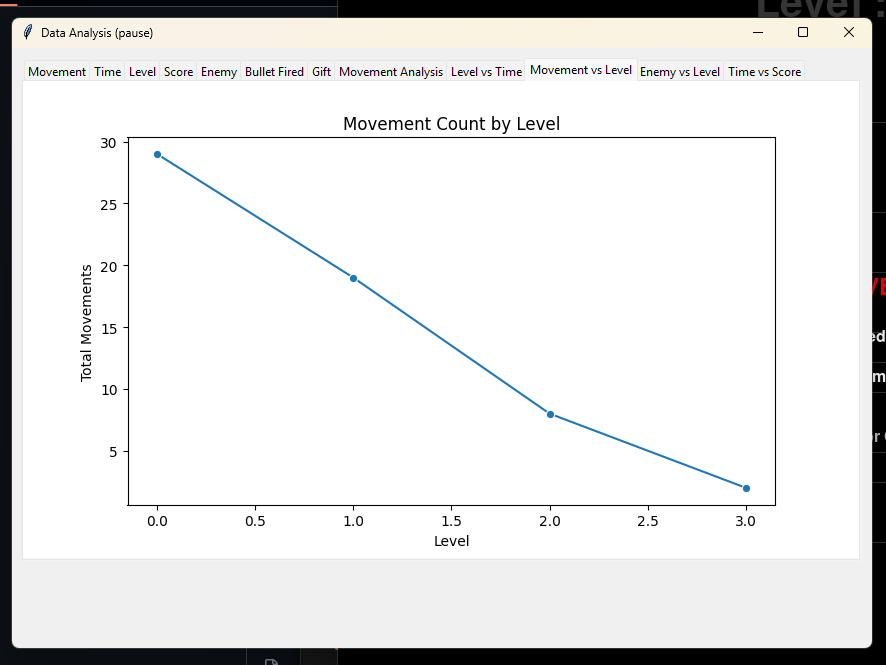 Level :
Data Analysis (pause)
Movement Time Level Score Enemy Bullet Fired Gift Movement Analysis Level vs Time Movement vs Level Enemy vs Level Time vs Score
Movement Count by Level
30
25
20
15
10
5
Total Movements
0.0 0.5 1.0 1.5 2.0 2.5 3.0
Level